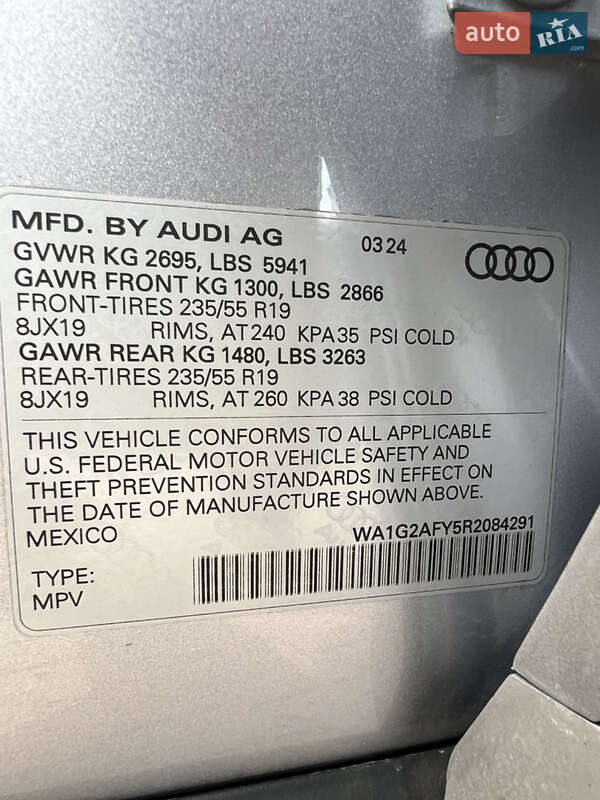 auto RIA .com
MFD. BY AUDI AG 03 24
GVWR KG 2695, LBS 5941
GAWR FRONT KG 1300, LBS 2866
FRONT-TIRES 235/55 R19
8JX19 RIMS, AT 240 KPA 35 PSI COLD
GAWR REAR KG 1480, LBS 3263
REAR-TIRES 235/55 R19
8JX19 RIMS, AT 260 KPA 38 PSI COLD
THIS VEHICLE CONFORMS TO ALL APPLICABLE
U.S. FEDERAL MOTOR VEHICLE SAFETY AND
THEFT PREVENTION STANDARDS IN EFFECT ON
THE DATE OF MANUFACTURE SHOWN ABOVE.
MEXICO WA1G2AFY5R2084291
TYPE:
MPV